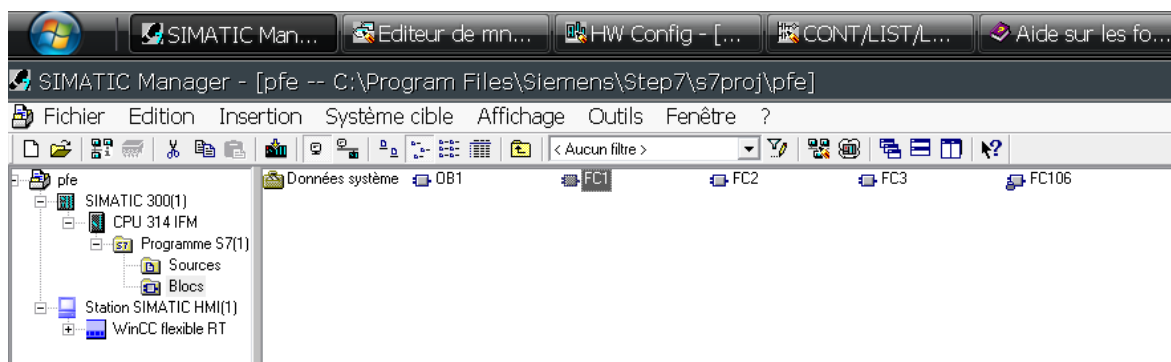 SIMATIC Man... Editeur de mn... HW Config - [... CONT/LIST/L... Aide sur les fo...
SIMATIC Manager - [pfe -- C:\Program Files\Siemens\Step7\s7proj\pfe]
Fichier Edition Insertion Système cible Affichage Outils Fenêtre ?
< Aucun filtre >
pfe
SIMATIC 300(1)
CPU 314 IFM
S7 Programme S7(1)
Sources
Blocs
Station SIMATIC HMI(1)
WinCC flexible RT
Données système OB1 FC1 FC2 FC3 FC106